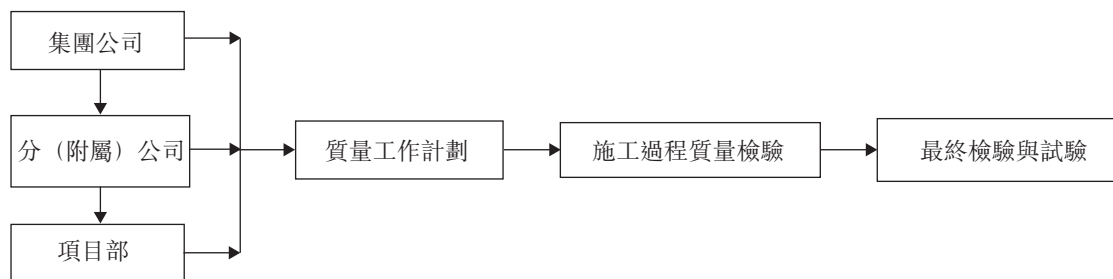 集團公司
分（附屬）公司
項目部
質量工作計劃
施工過程質量檢驗
最終檢驗與試驗